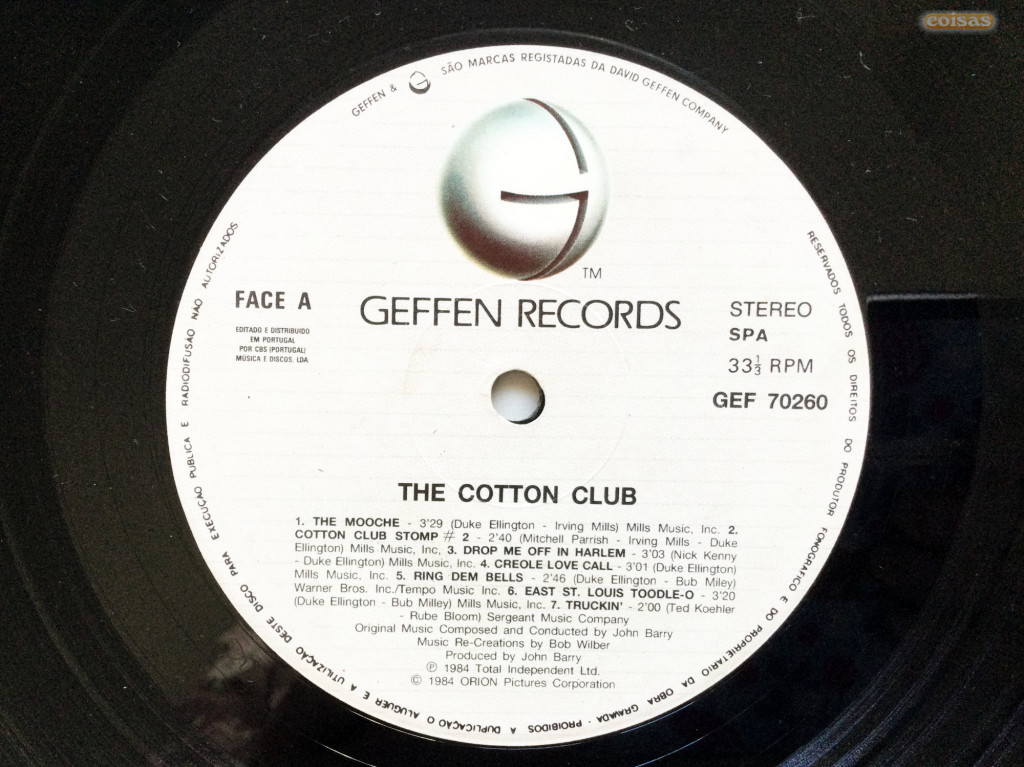 coisas
GEFFEN & G SÃO MARCAS REGISTADAS DA DAVID GEFFEN COMPANY
TM
GEFFEN RECORDS
FACE A
EDITADO E DISTRIBUIDO
EM PORTUGAL
POR CBS (PORTUGAL)
MÚSICA E DISCOS, LDA.
STEREO
SPA
33⅓ RPM
GEF 70260
THE COTTON CLUB
1. THE MOOCHE - 3'29 (Duke Ellington - Irving Mills) Mills Music, Inc. 2.
COTTON CLUB STOMP # 2 - 2'40 (Mitchell Parrish - Irving Mills - Duke
Ellington) Mills Music, Inc, 3. DROP ME OFF IN HARLEM - 3'03 (Nick Kenny
- Duke Ellington) Mills Music, Inc. 4. CREOLE LOVE CALL - 3'01 (Duke Ellington)
Mills Music, Inc. 5. RING DEM BELLS - 2'46 (Duke Ellington - Bub Miley)
Warner Bros. Inc./Tempo Music Inc. 6. EAST ST. LOUIS TOODLE-O - 3'20
(Duke Ellington - Bub Milley) Mills Music, Inc. 7. TRUCKIN' - 2'00 (Ted Koehler
- Rube Bloom) Sergeant Music Company
Original Music Composed and Conducted by John Barry
Music Re-Creations by Bob Wilber
Produced by John Barry
℗ 1984 Total Independent Ltd.
© 1984 ORION Pictures Corporation
RESERVADOS TODOS OS DIREITOS DO PRODUTOR FONOGRAFICO E DO PROPRIETARIO DA OBRA GRAVADA - PROIBIDOS A DUPLICAÇÃO O ALUGUER E A UTILIZAÇÃO DESTE DISCO PARA EXECUÇÃO PUBLICA E RADIODIFUSÃO NÃO AUTORIZADOS